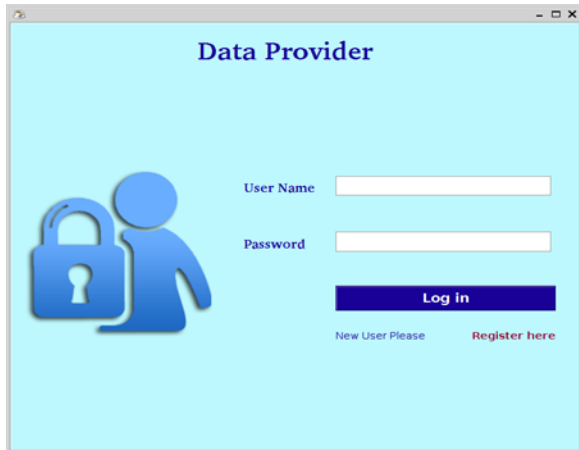 Data Provider
User Name
Password
Log in
New User Please Register here